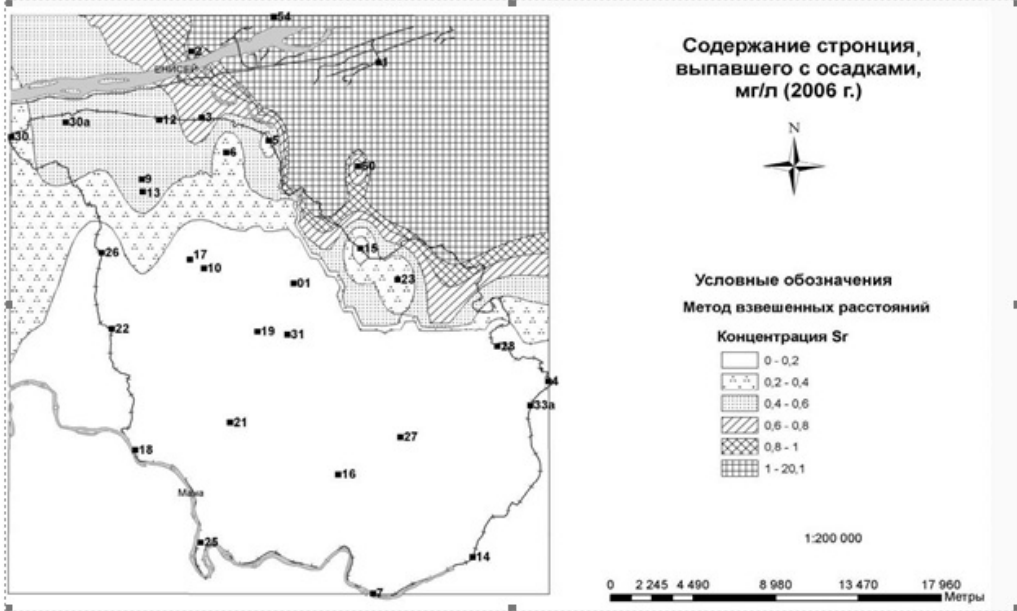 Содержание стронция,
выпавшего с осадками,
мг/л (2006 г.)
N
Условные обозначения
Метод взвешенных расстояний
Концентрация Sr
0 - 0,2
0,2 - 0,4
0,4 - 0,6
0,6 - 0,8
0,8 - 1
1 - 20,1
1:200 000
0 2 245 4 490 8 980 13 470 17 960
Метры
54
2
1
ЕНИСЕЙ
30a
12
3
30
5
6
50
9
13
15
26
17
10
23
01
22
19
31
28
4
33a
21
27
18
16
Мана
25
14
7